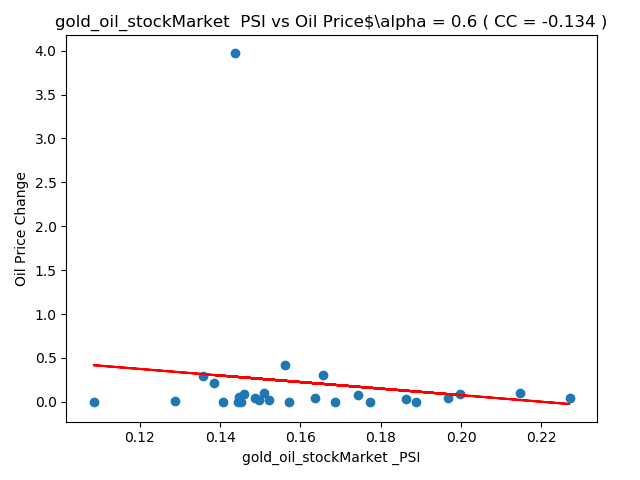 gold_oil_stockMarket  PSI vs Oil Price$\alpha = 0.6 ( CC = -0.134 )
4.0
3.5
3.0
2.5
2.0
1.5
1.0
0.5
0.0
Oil Price Change
0.12 0.14 0.16 0.18 0.20 0.22
gold_oil_stockMarket _PSI